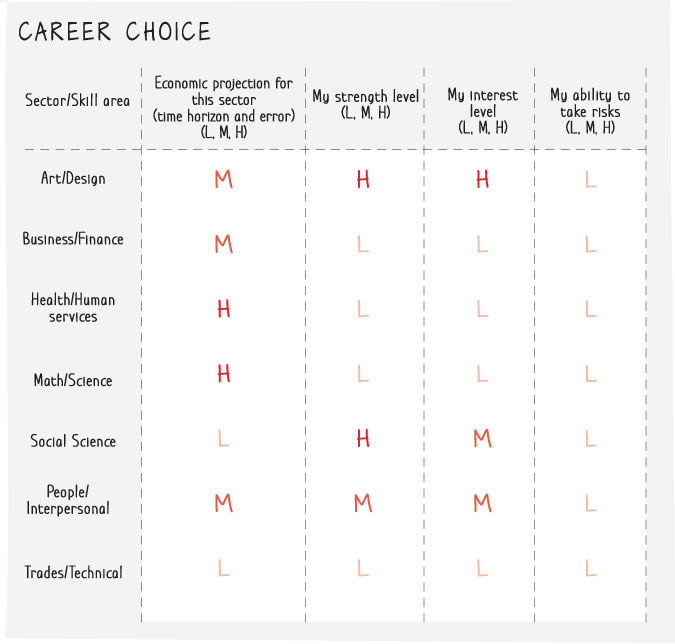 CAREER CHOICE
Sector/Skill area
Economic projection for
this sector
(time horizon and error)
(L, M, H)
My strength level
(L, M, H)
My interest
level
(L, M, H)
My ability to
take risks
(L, M, H)
Art/Design M H H L
Business/Finance M L L L
Health/Human
services H L L L
Math/Science H L L L
Social Science L H M L
People/
Interpersonal M M M L
Trades/Technical L L L L